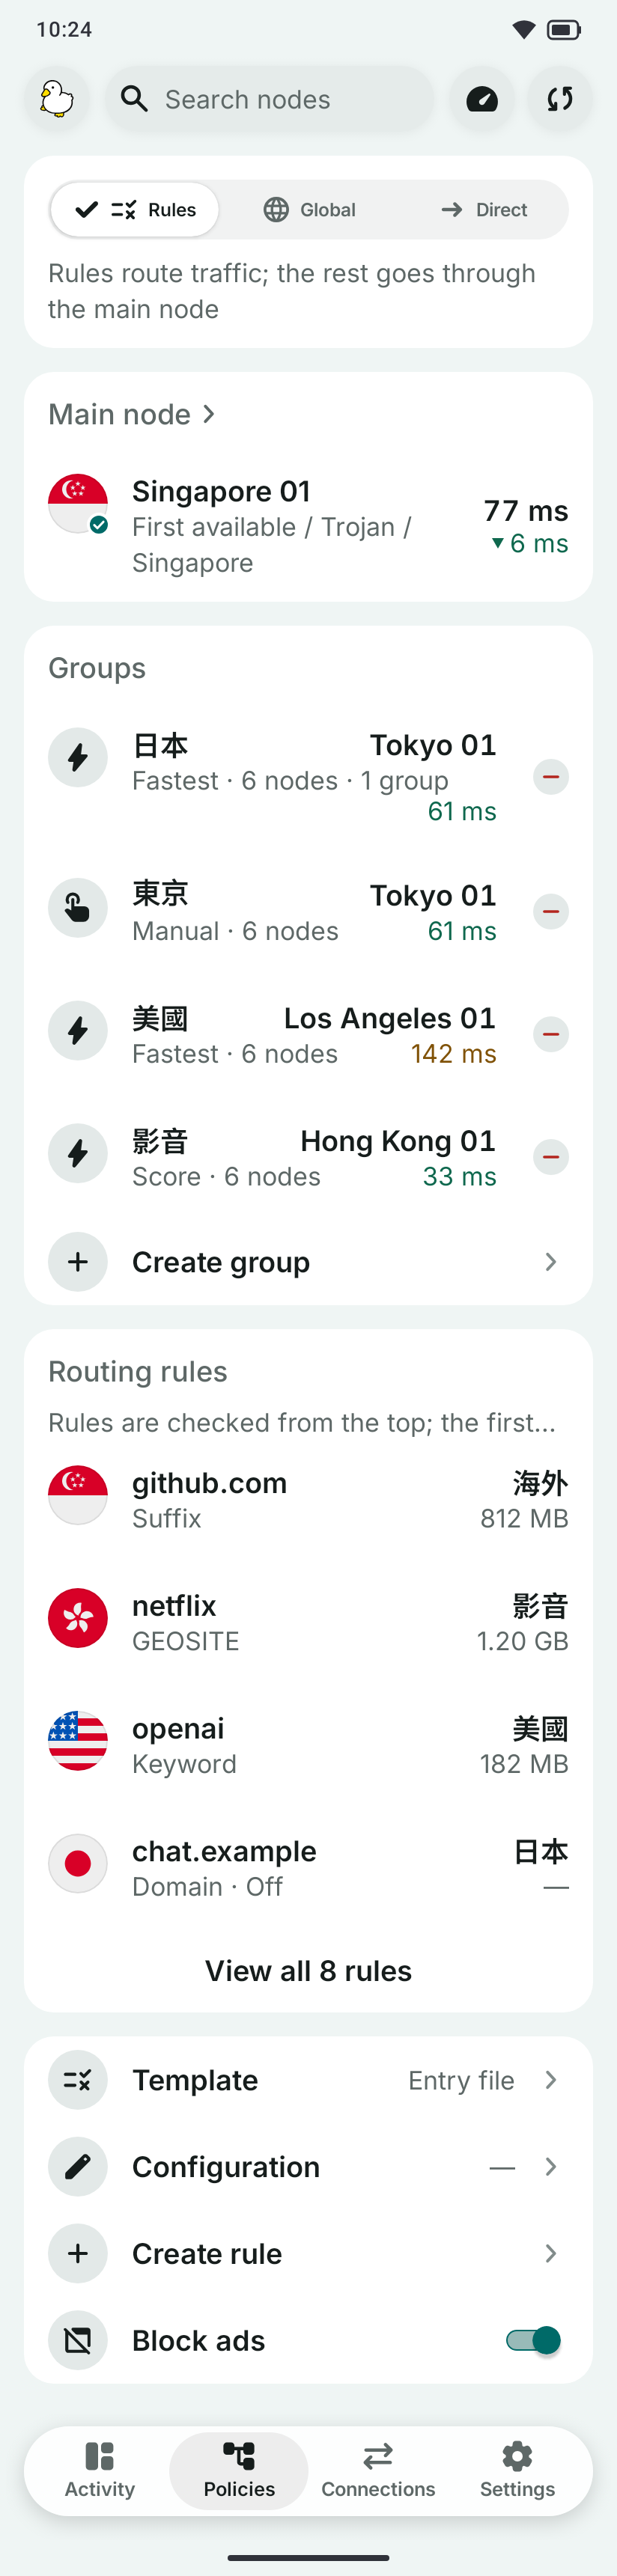 10:24
Search nodes
Rules
Global
Direct
Rules route traffic; the rest goes through
the main node
Main node
Singapore 01
First available / Trojan /
Singapore
77 ms
6 ms
Groups
日本
Tokyo 01
Fastest · 6 nodes · 1 group
61 ms
東京
Tokyo 01
Manual · 6 nodes
61 ms
美國
Los Angeles 01
Fastest · 6 nodes
142 ms
影音
Hong Kong 01
Score · 6 nodes
33 ms
Create group
Routing rules
Rules are checked from the top; the first...
github.com
海外
Suffix
812 MB
netflix
影音
GEOSITE
1.20 GB
openai
美國
Keyword
182 MB
chat.example
日本
Domain · Off
—
View all 8 rules
Template
Entry file
Configuration
—
Create rule
Block ads
Activity
Policies
Connections
Settings